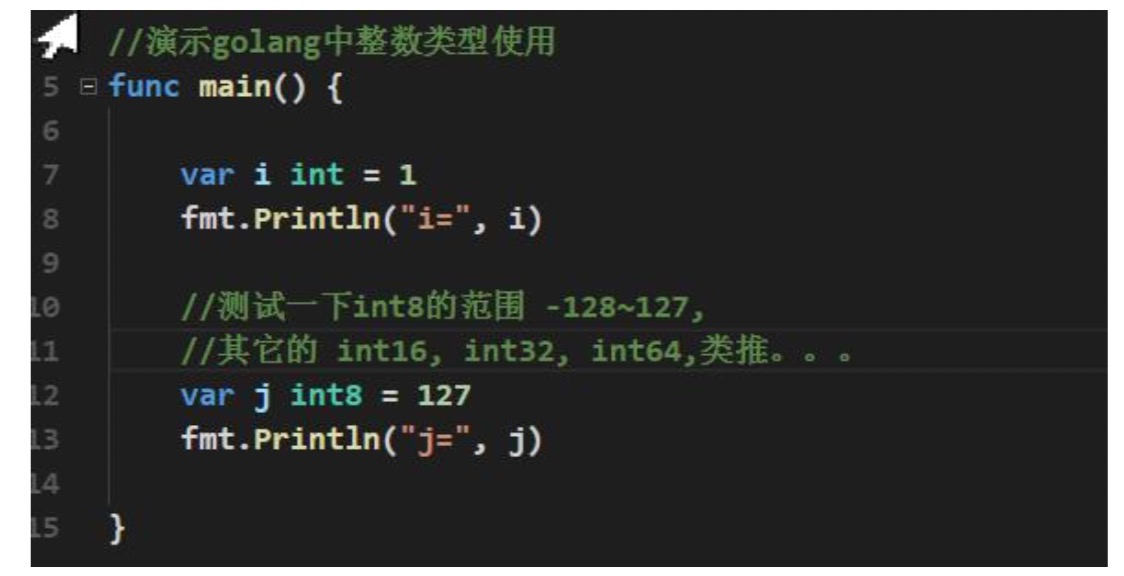 //演示golang中整数类型使用
5 func main() {
6
7 var i int = 1
8 fmt.Println("i=", i)
9
10 //测试一下int8的范围 -128~127,
11 //其它的 int16, int32, int64,类推。。。
12 var j int8 = 127
13 fmt.Println("j=", j)
14
15 }